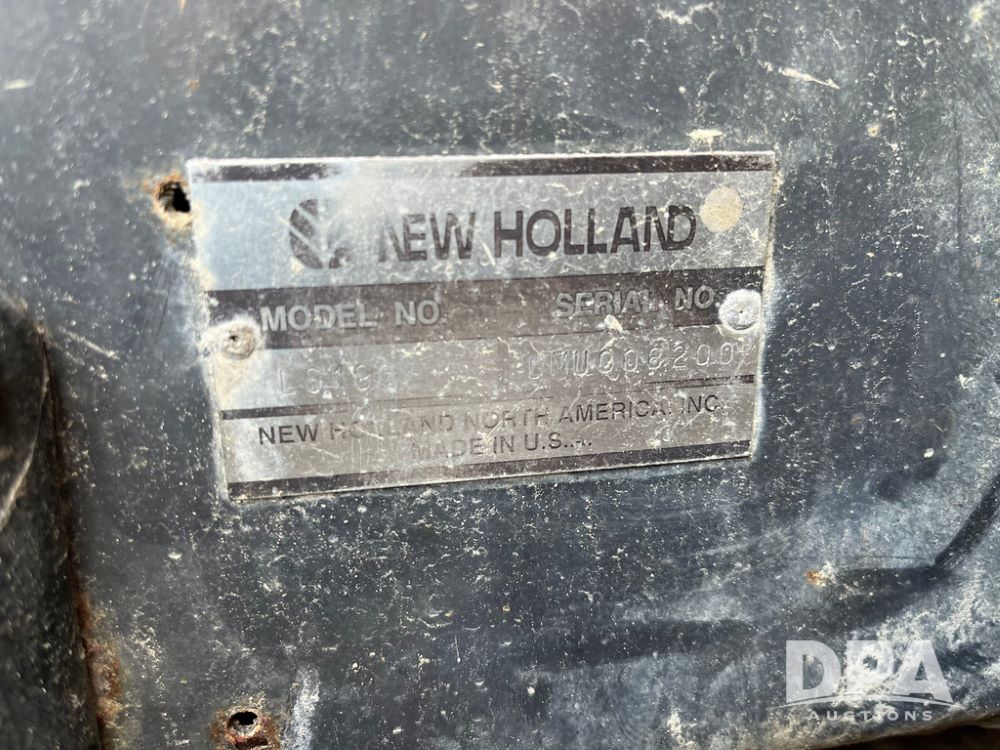 NEW HOLLAND
MODEL NO SERIAL NO.
NEW HOLLAND NORTH AMERICA, INC
MADE IN U.S.A.
DPA
AUCTIONS